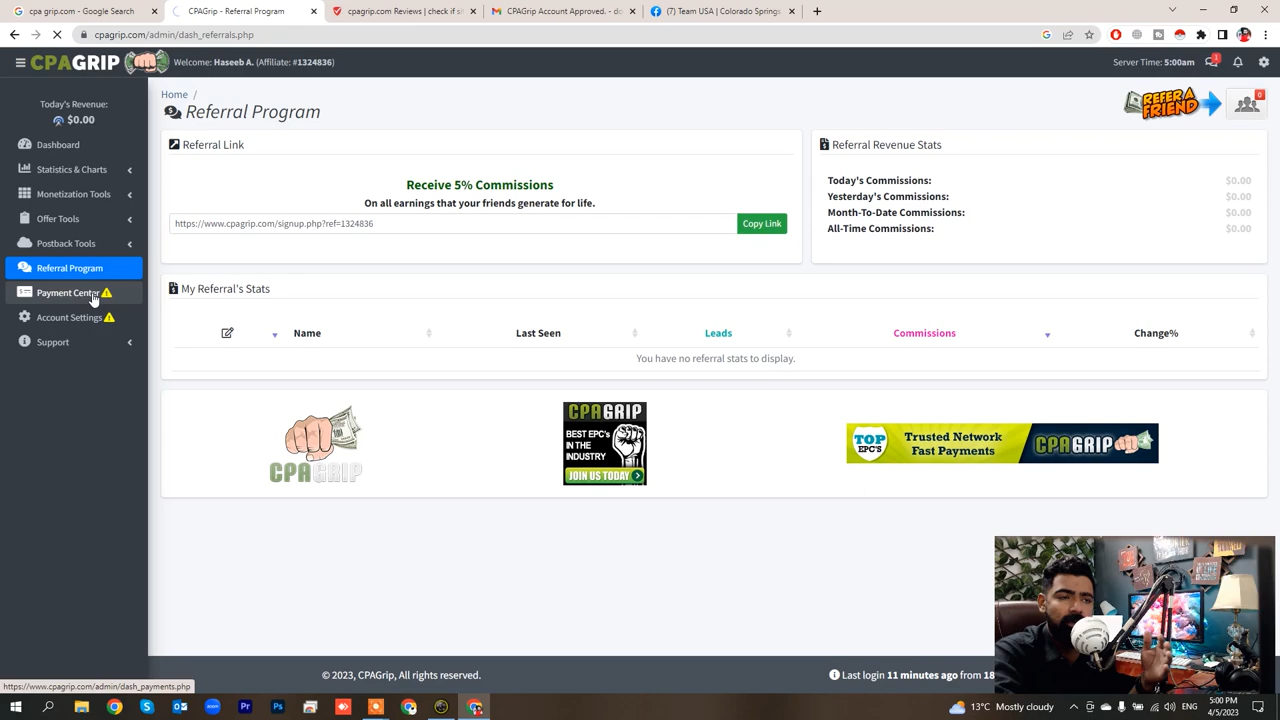 cpa grip.com - Google Search
CPAGrip - Referral Program
cpagrip.com Reviews | check if sit
CPAGrip Account Approved. - do
(7) Team USA | Colorado Springs
cpagrip.com/admin/dash_referrals.php
CPAGRIP
Welcome: Haseeb A. (Affiliate: #1324836)
Server Time: 5:00am
Today's Revenue:
$0.00
Dashboard
Statistics & Charts
Monetization Tools
Offer Tools
Postback Tools
Referral Program
Payment Center
Account Settings
Support
Home /
Referral Program
REFER A
FRIEND
0
Referral Link
Receive 5% Commissions
On all earnings that your friends generate for life.
https://www.cpagrip.com/signup.php?ref=1324836
Copy Link
Referral Revenue Stats
Today's Commissions: $0.00
Yesterday's Commissions: $0.00
Month-To-Date Commissions: $0.00
All-Time Commissions: $0.00
My Referral's Stats
Name Last Seen Leads Commissions Change%
You have no referral stats to display.
CPAGRIP
CPAGRIP
BEST EPC's
IN THE
INDUSTRY
JOIN US TODAY
TOP
EPC'S
Trusted Network
Fast Payments
CPAGRIP
© 2023, CPAGrip, All rights reserved.
Last login 11 minutes ago from 18
https://www.cpagrip.com/admin/dash_payments.php
13°C Mostly cloudy
ENG
5:00 PM
4/5/2023